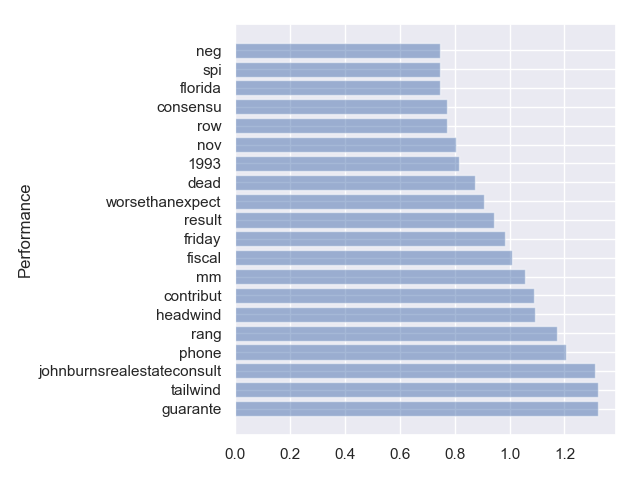 neg
spi
florida
consensu
row
nov
1993
dead
worsethanexpect
result
friday
fiscal
mm
contribut
headwind
rang
phone
johnburnsrealestateconsult
tailwind
guarante
Performance
0.0 0.2 0.4 0.6 0.8 1.0 1.2